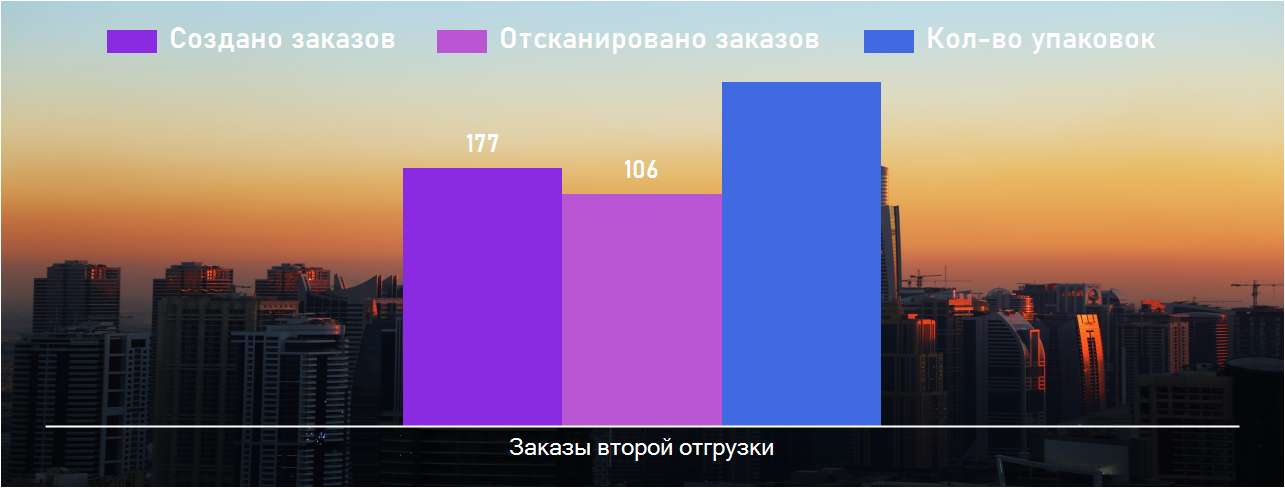 Создано заказов Отсканировано заказов Кол-во упаковок
177
106
Заказы второй отгрузки